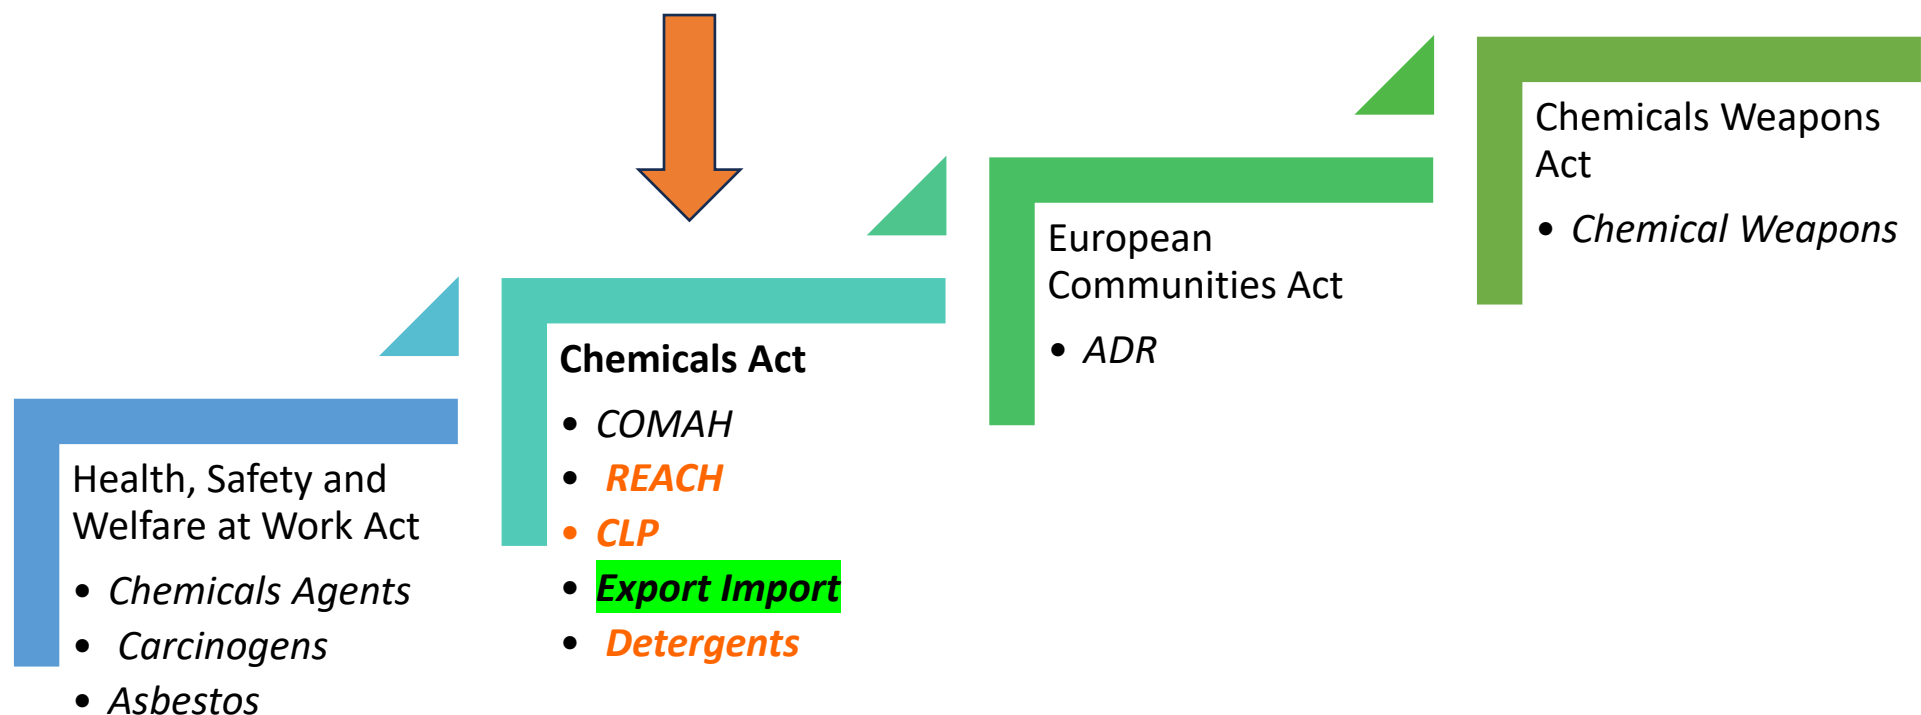 Health, Safety and
Welfare at Work Act
• Chemicals Agents
• Carcinogens
• Asbestos
Chemicals Act
• COMAH
• REACH
• CLP
• Export Import
• Detergents
European
Communities Act
• ADR
Chemicals Weapons
Act
• Chemical Weapons